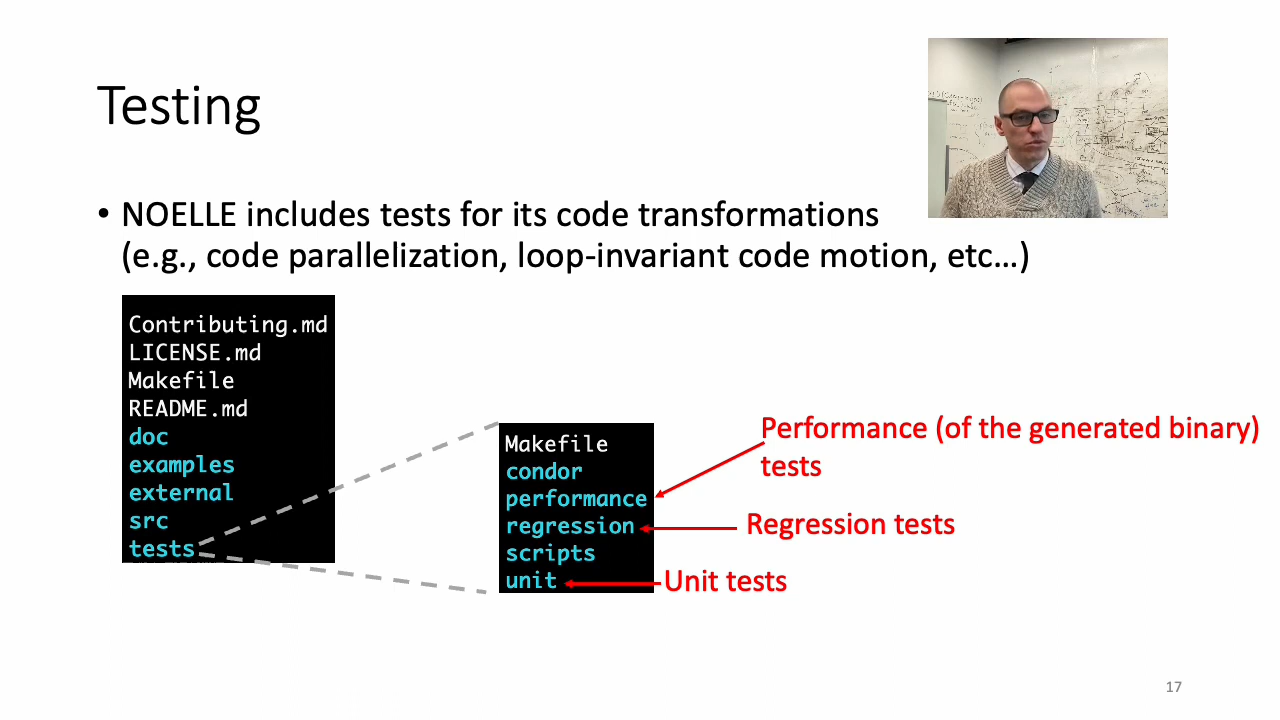 Testing
• NOELLE includes tests for its code transformations
(e.g., code parallelization, loop-invariant code motion, etc…)
Contributing.md
LICENSE.md
Makefile
README.md
doc
examples
external
src
tests
Makefile
condor
performance
regression
scripts
unit
Performance (of the generated binary)
tests
Regression tests
Unit tests
17